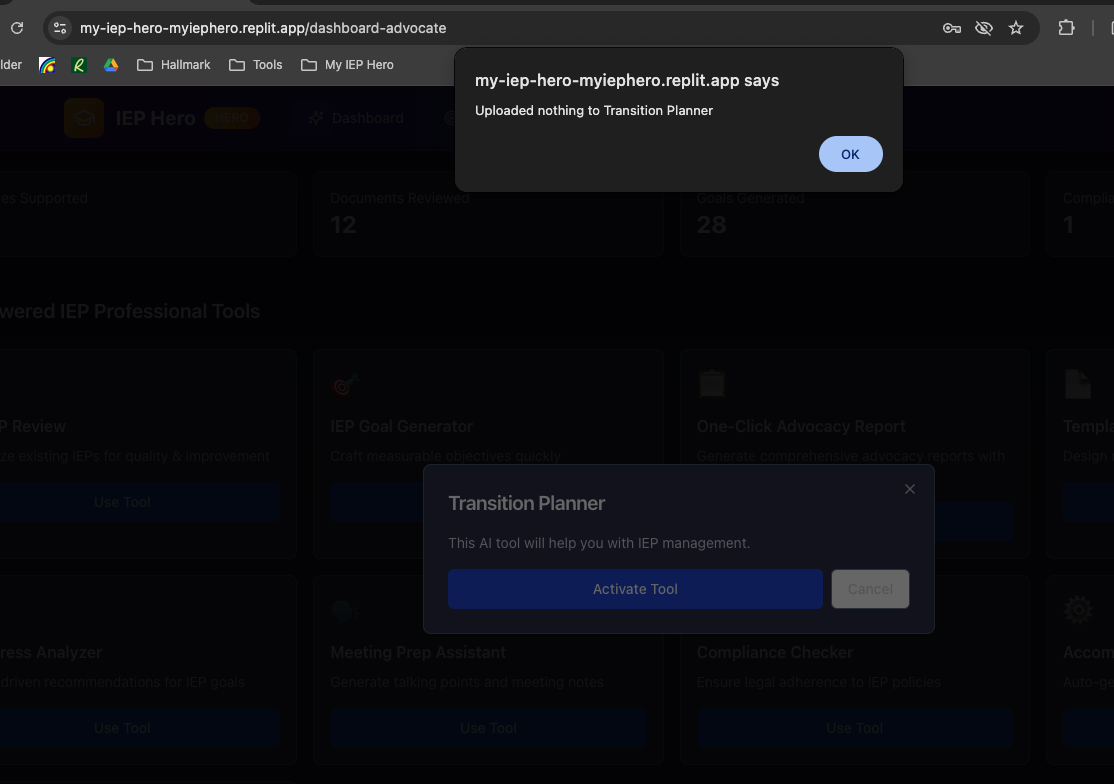 my-iep-hero-myiephero.replit.app/dashboard-advocate
lder
Hallmark
Tools
My IEP Hero
my-iep-hero-myiephero.replit.app says
Uploaded nothing to Transition Planner
OK
IEP Hero
HERO
Dashboard
es Supported
Documents Reviewed
12
Goals Generated
28
Complia
1
wered IEP Professional Tools
P Review
ze existing IEPs for quality & improvement
Use Tool
IEP Goal Generator
Craft measurable objectives quickly
One-Click Advocacy Report
Generate comprehensive advocacy reports with
Templa
Design
Transition Planner
This AI tool will help you with IEP management.
Activate Tool
Cancel
ress Analyzer
driven recommendations for IEP goals
Use Tool
Meeting Prep Assistant
Generate talking points and meeting notes
Use Tool
Compliance Checker
Ensure legal adherence to IEP policies
Use Tool
Accom
Auto-ge